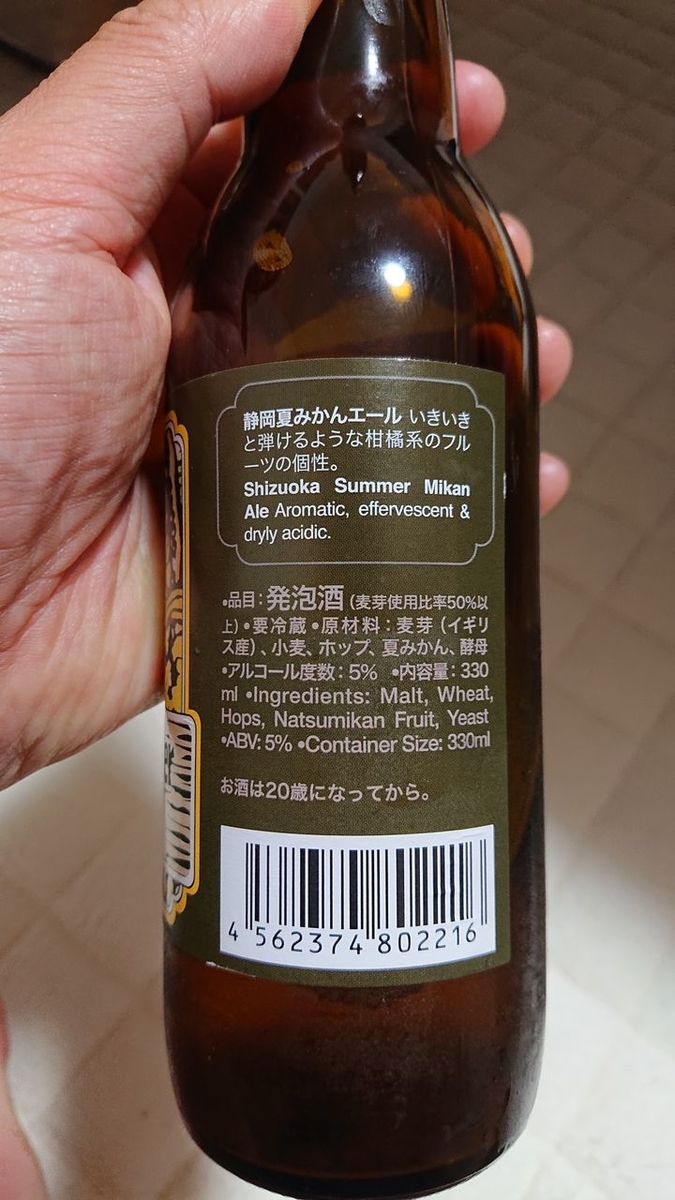 静岡夏みかんエール いきいき
と弾けるような柑橘系のフル
ーツの個性。
Shizuoka Summer Mikan
Ale Aromatic, effervescent &
dryly acidic.
•品目：発泡酒（麦芽使用比率50%以
上）•要冷蔵 •原材料：麦芽（イギリ
ス産）、小麦、ホップ、夏みかん、酵母
•アルコール度数：5% •内容量：330
ml •Ingredients: Malt, Wheat,
Hops, Natsumikan Fruit, Yeast
•ABV: 5% •Container Size: 330ml
お酒は20歳になってから。
4 562374 802216